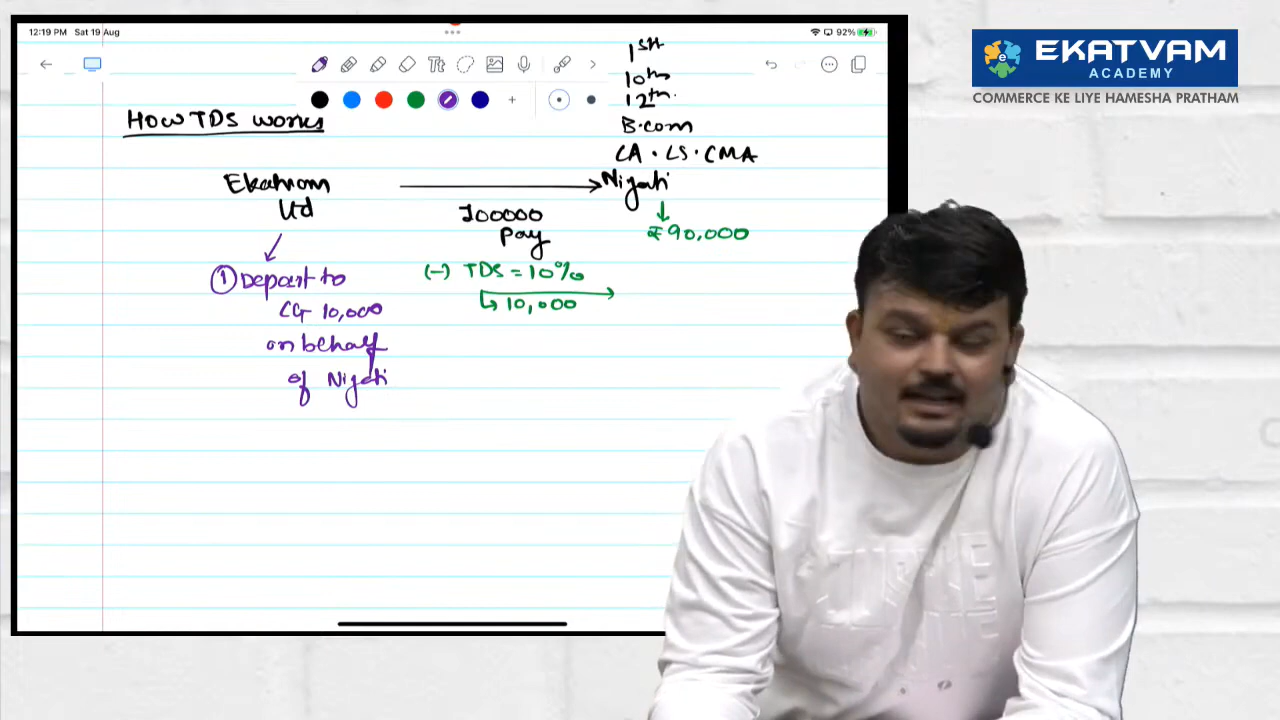 12:19 PM Sat 19 Aug
92%
EKATVAM
ACADEMY
COMMERCE KE LIYE HAMESHA PRATHAM
1st
10th
12th.
B.com
CA . CS . CMA
How TDS works
Ekatvam
Ltd
Niyati
100000
Pay
₹90,000
(-) TDS = 10%
10,000
① Deposit to
CG 10,000
on behalf
of Niyati